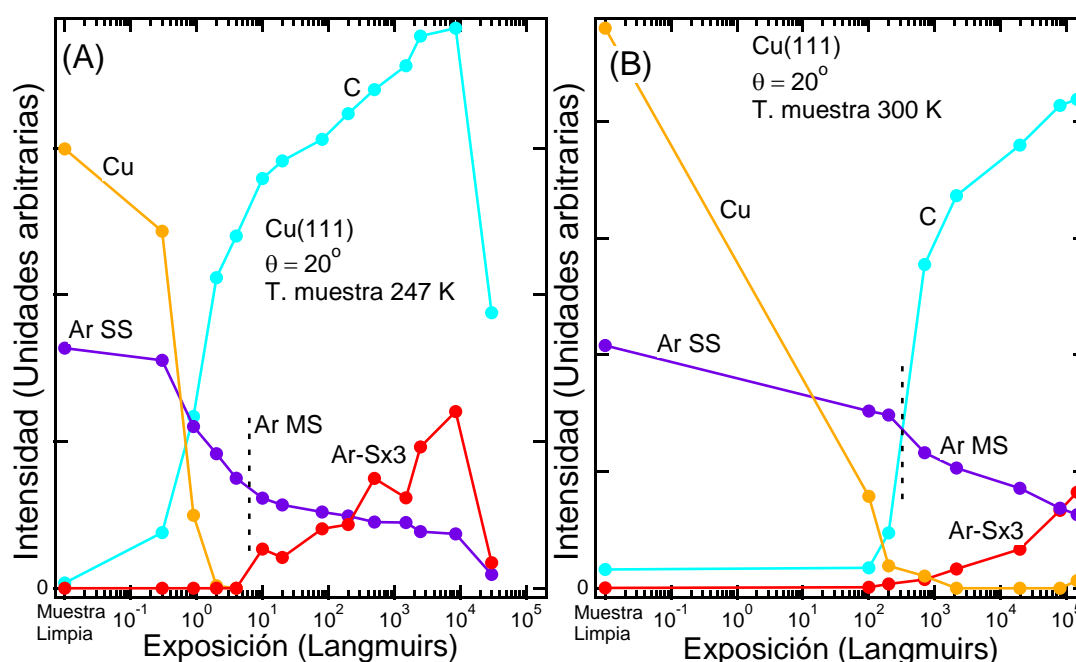 (A)
C
Cu
Cu(111)
θ = 20°
T. muestra 247 K
Ar SS
Ar MS
Ar-Sx3
Intensidad (Unidades arbitrarias)
0
Muestra
Limpia
10⁻¹ 10⁰ 10¹ 10² 10³ 10⁴ 10⁵
Exposición (Langmuirs)
(B)
Cu(111)
θ = 20°
T. muestra 300 K
Cu
C
Ar SS
Ar MS
Ar-Sx3
Intensidad (Unidades arbitrarias)
0
Muestra
Limpia
10⁻¹ 10⁰ 10¹ 10² 10³ 10⁴ 10⁵
Exposición (Langmuirs)